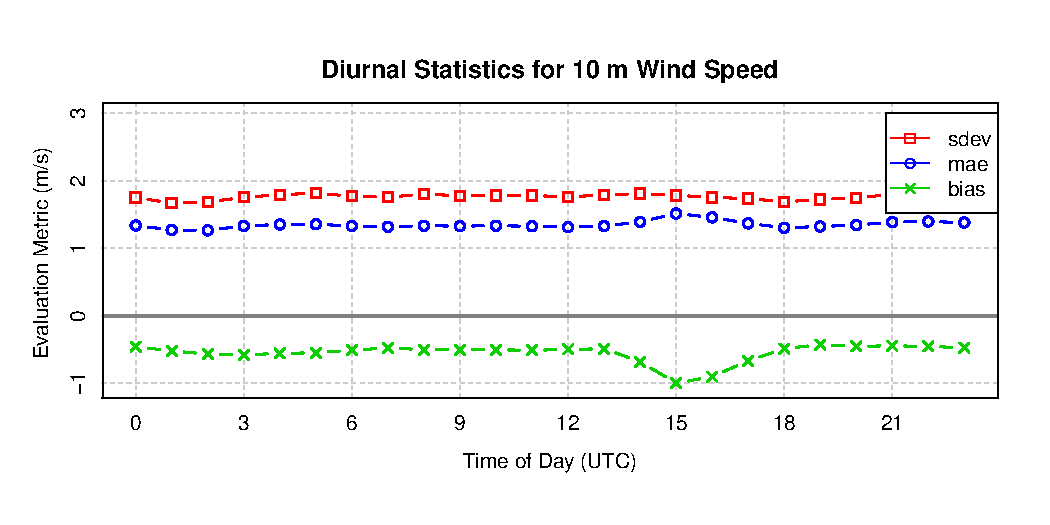 Diurnal Statistics for 10 m Wind Speed
Evaluation Metric (m/s)
3
2
1
0
−1
sdev
mae
bias
0 3 6 9 12 15 18 21
Time of Day (UTC)